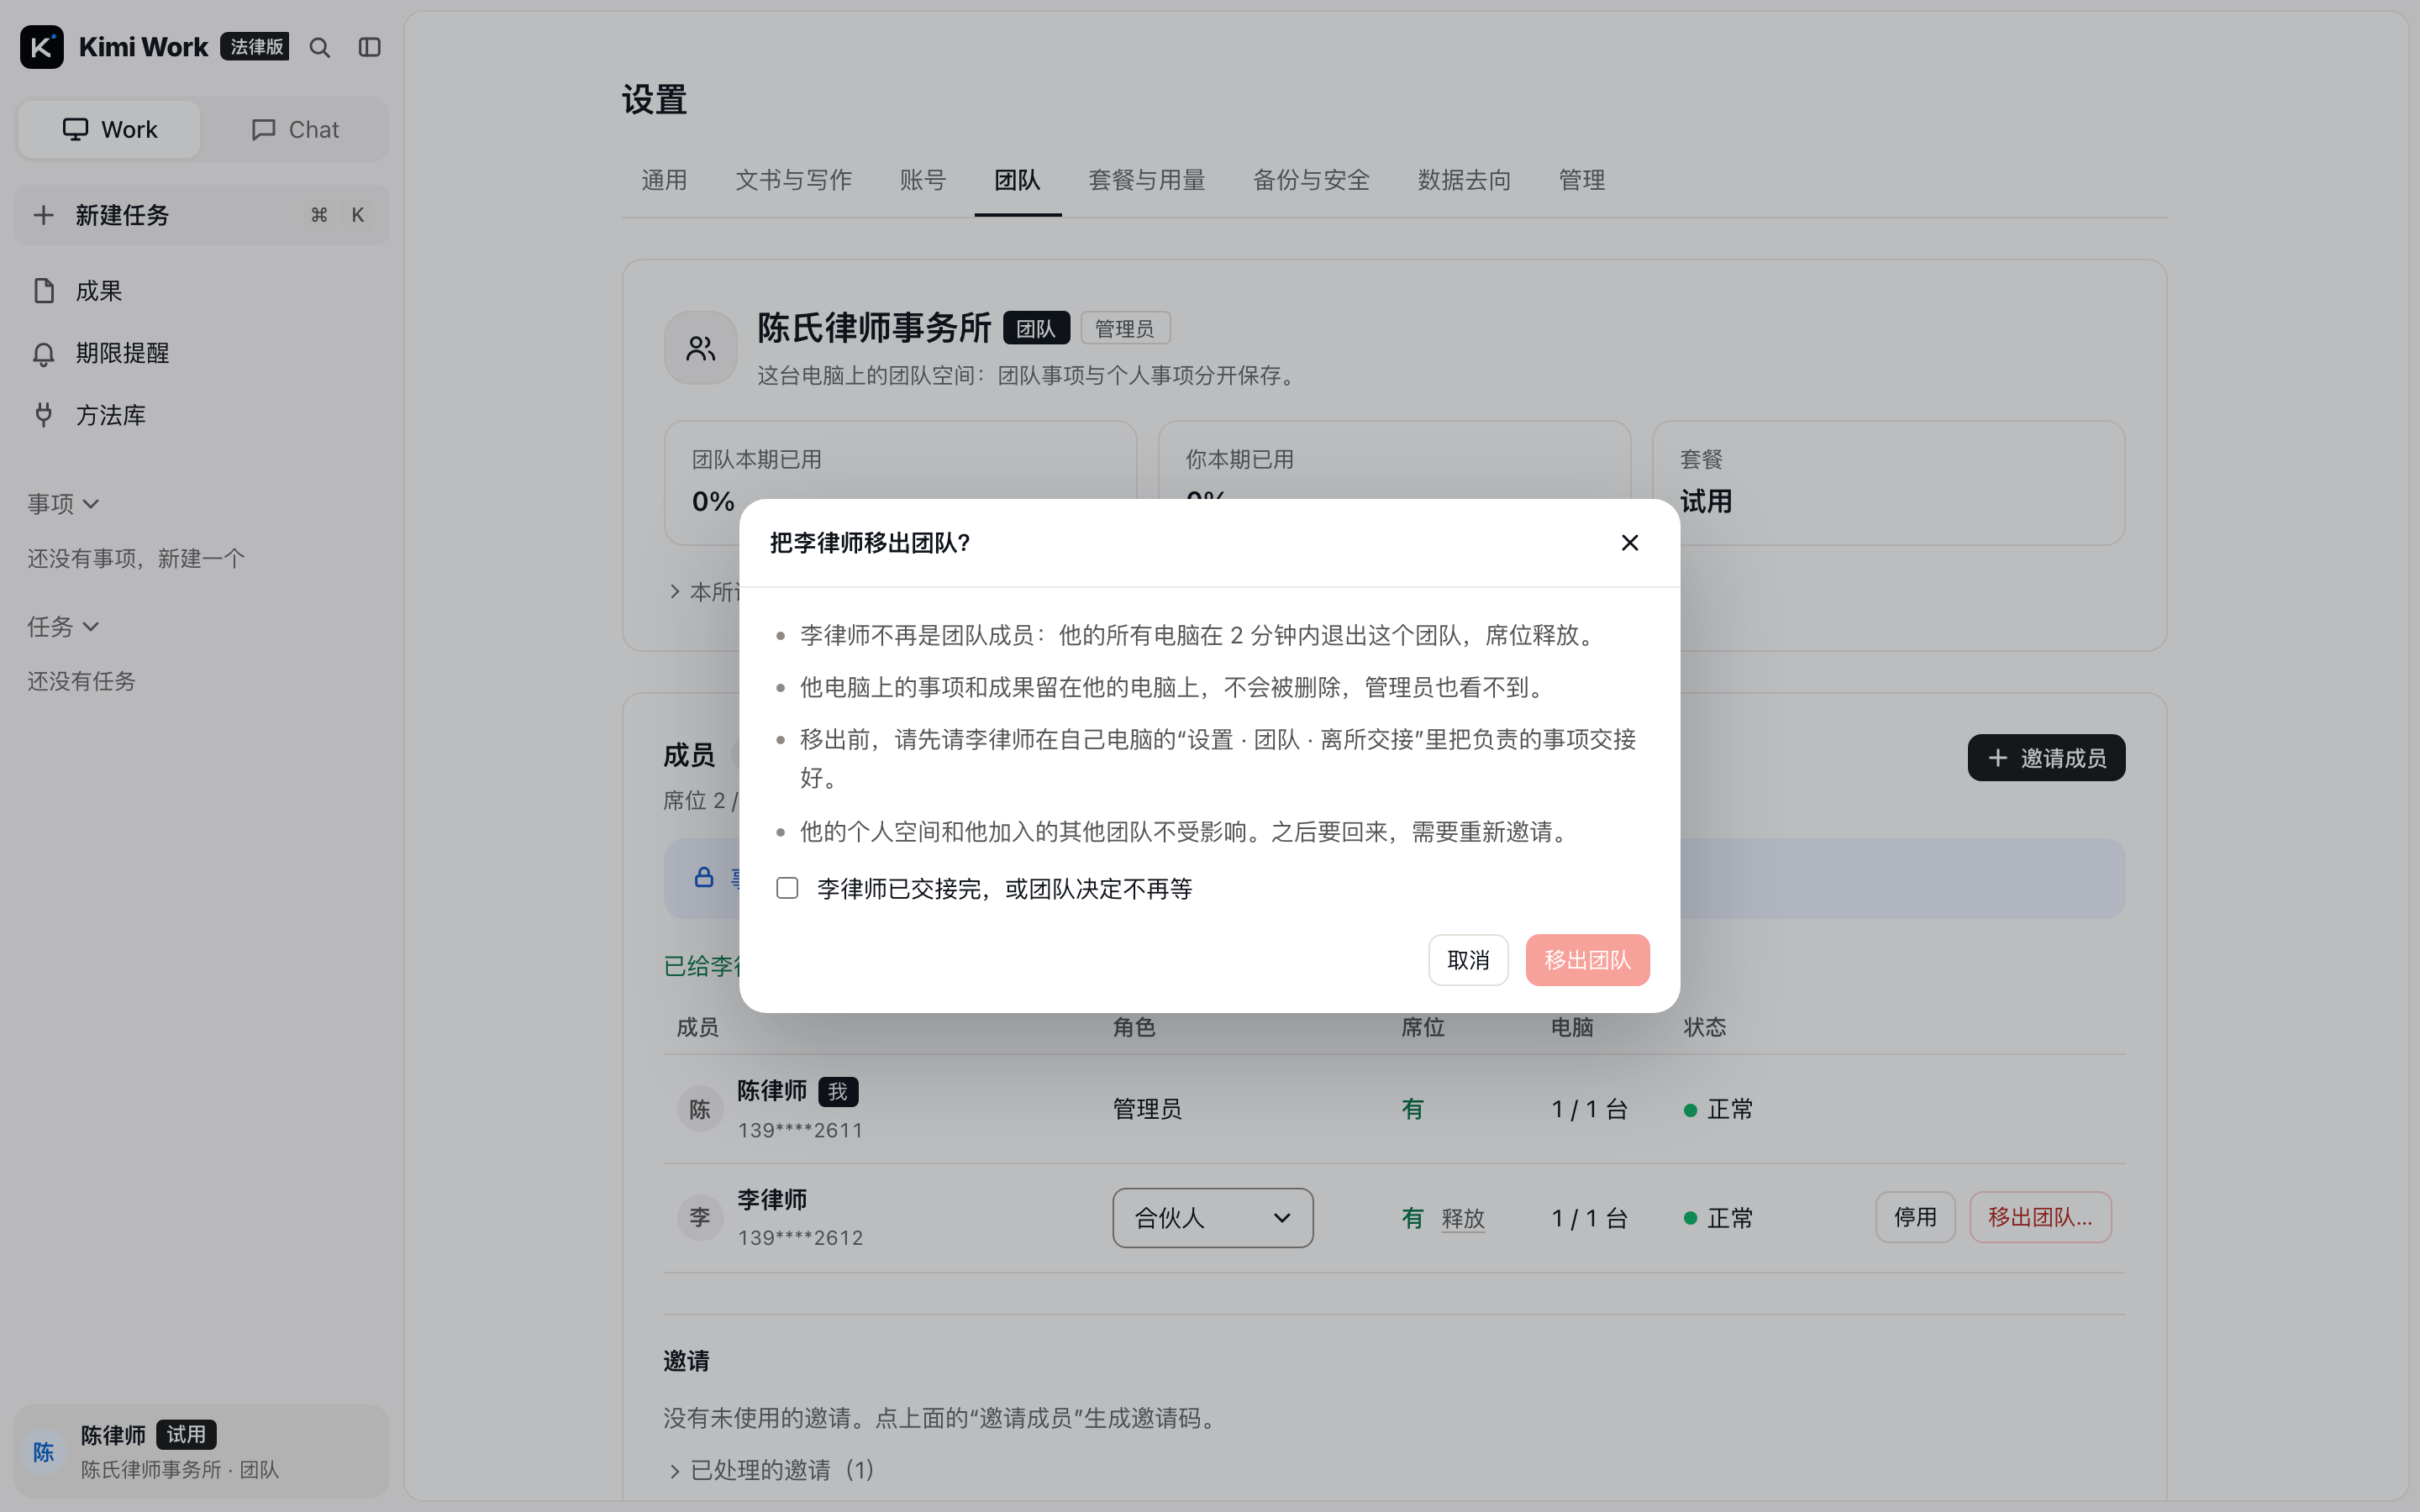 Kimi Work 法律版
Work
Chat
新建任务 ⌘ K
成果
期限提醒
方法库
事项
还没有事项，新建一个
任务
还没有任务
陈 陈律师 试用
陈氏律师事务所 · 团队
设置
通用 文书与写作 账号 团队 套餐与用量 备份与安全 数据去向 管理
陈氏律师事务所 团队 管理员
这台电脑上的团队空间：团队事项与个人事项分开保存。
团队本期已用 你本期已用 套餐
0% 0% 试用
本所
把李律师移出团队？
李律师不再是团队成员：他的所有电脑在 2 分钟内退出这个团队，席位释放。
他电脑上的事项和成果留在他的电脑上，不会被删除，管理员也看不到。
移出前，请先请李律师在自己电脑的“设置 · 团队 · 离所交接”里把负责的事项交接
好。
他的个人空间和他加入的其他团队不受影响。之后要回来，需要重新邀请。
李律师已交接完，或团队决定不再等
取消 移出团队
成员
邀请成员
席位 2 /
已给李
成员 角色 席位 电脑 状态
陈 陈律师 我
139****2611
管理员 有 1 / 1 台 正常
李 李律师
139****2612
合伙人 有 释放 1 / 1 台 正常 停用 移出团队...
邀请
没有未使用的邀请。点上面的“邀请成员”生成邀请码。
已处理的邀请（1）